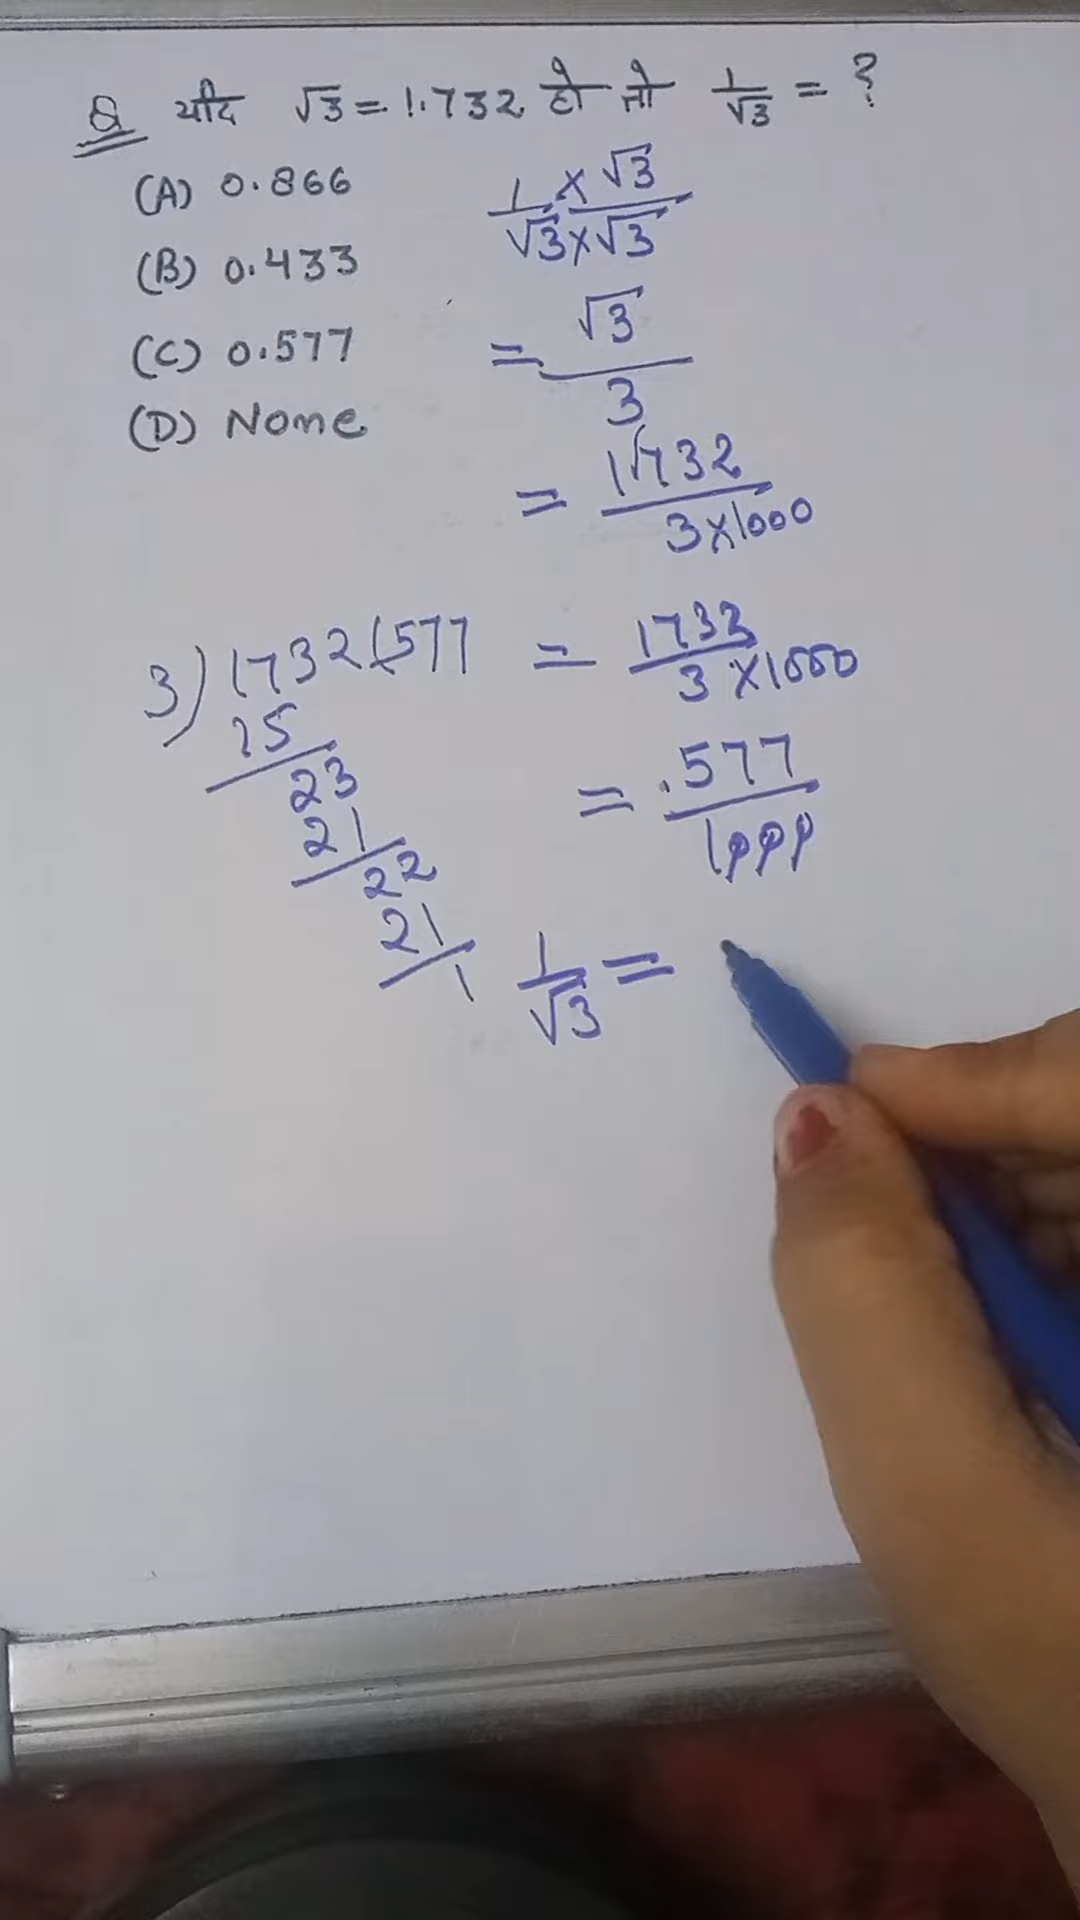 Q यदि √3 = 1.732 हो तो 1/√3 = ?
(A) 0.866
(B) 0.433
(C) 0.577
(D) None
1/√3 × √3/√3
= √3/3
= 1732/3×1000
3) 1732 (577
15
23
21
22
21
1
= 1732/3×1000
= .577/1000
1/√3 =